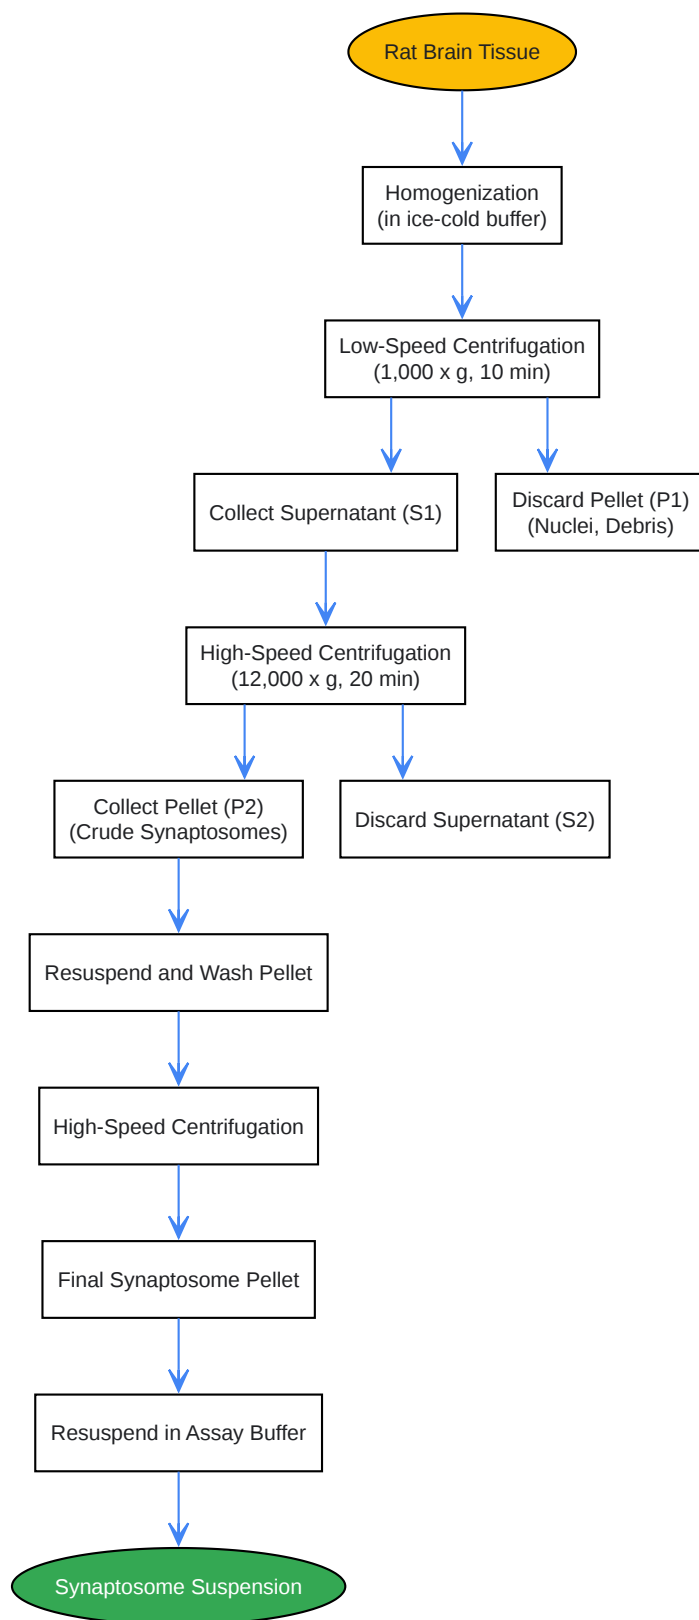 Rat Brain Tissue
Homogenization
(in ice-cold buffer)
Low-Speed Centrifugation
(1,000 x g, 10 min)
Collect Supernatant (S1)
Discard Pellet (P1)
(Nuclei, Debris)
High-Speed Centrifugation
(12,000 x g, 20 min)
Collect Pellet (P2)
(Crude Synaptosomes)
Discard Supernatant (S2)
Resuspend and Wash Pellet
High-Speed Centrifugation
Final Synaptosome Pellet
Resuspend in Assay Buffer
Synaptosome Suspension